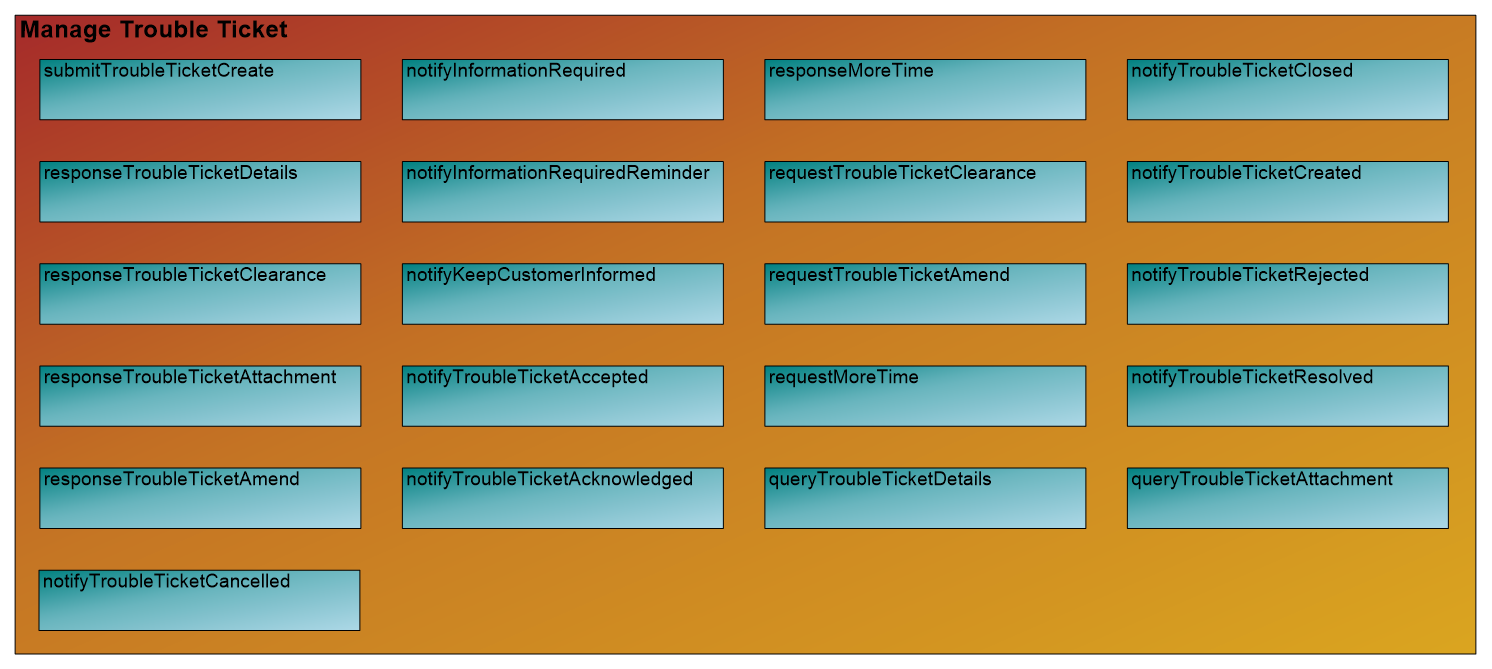 Manage Trouble Ticket
submitTroubleTicketCreate
notifyInformationRequired
responseMoreTime
notifyTroubleTicketClosed
responseTroubleTicketDetails
notifyInformationRequiredReminder
requestTroubleTicketClearance
notifyTroubleTicketCreated
responseTroubleTicketClearance
notifyKeepCustomerInformed
requestTroubleTicketAmend
notifyTroubleTicketRejected
responseTroubleTicketAttachment
notifyTroubleTicketAccepted
requestMoreTime
notifyTroubleTicketResolved
responseTroubleTicketAmend
notifyTroubleTicketAcknowledged
queryTroubleTicketDetails
queryTroubleTicketAttachment
notifyTroubleTicketCancelled